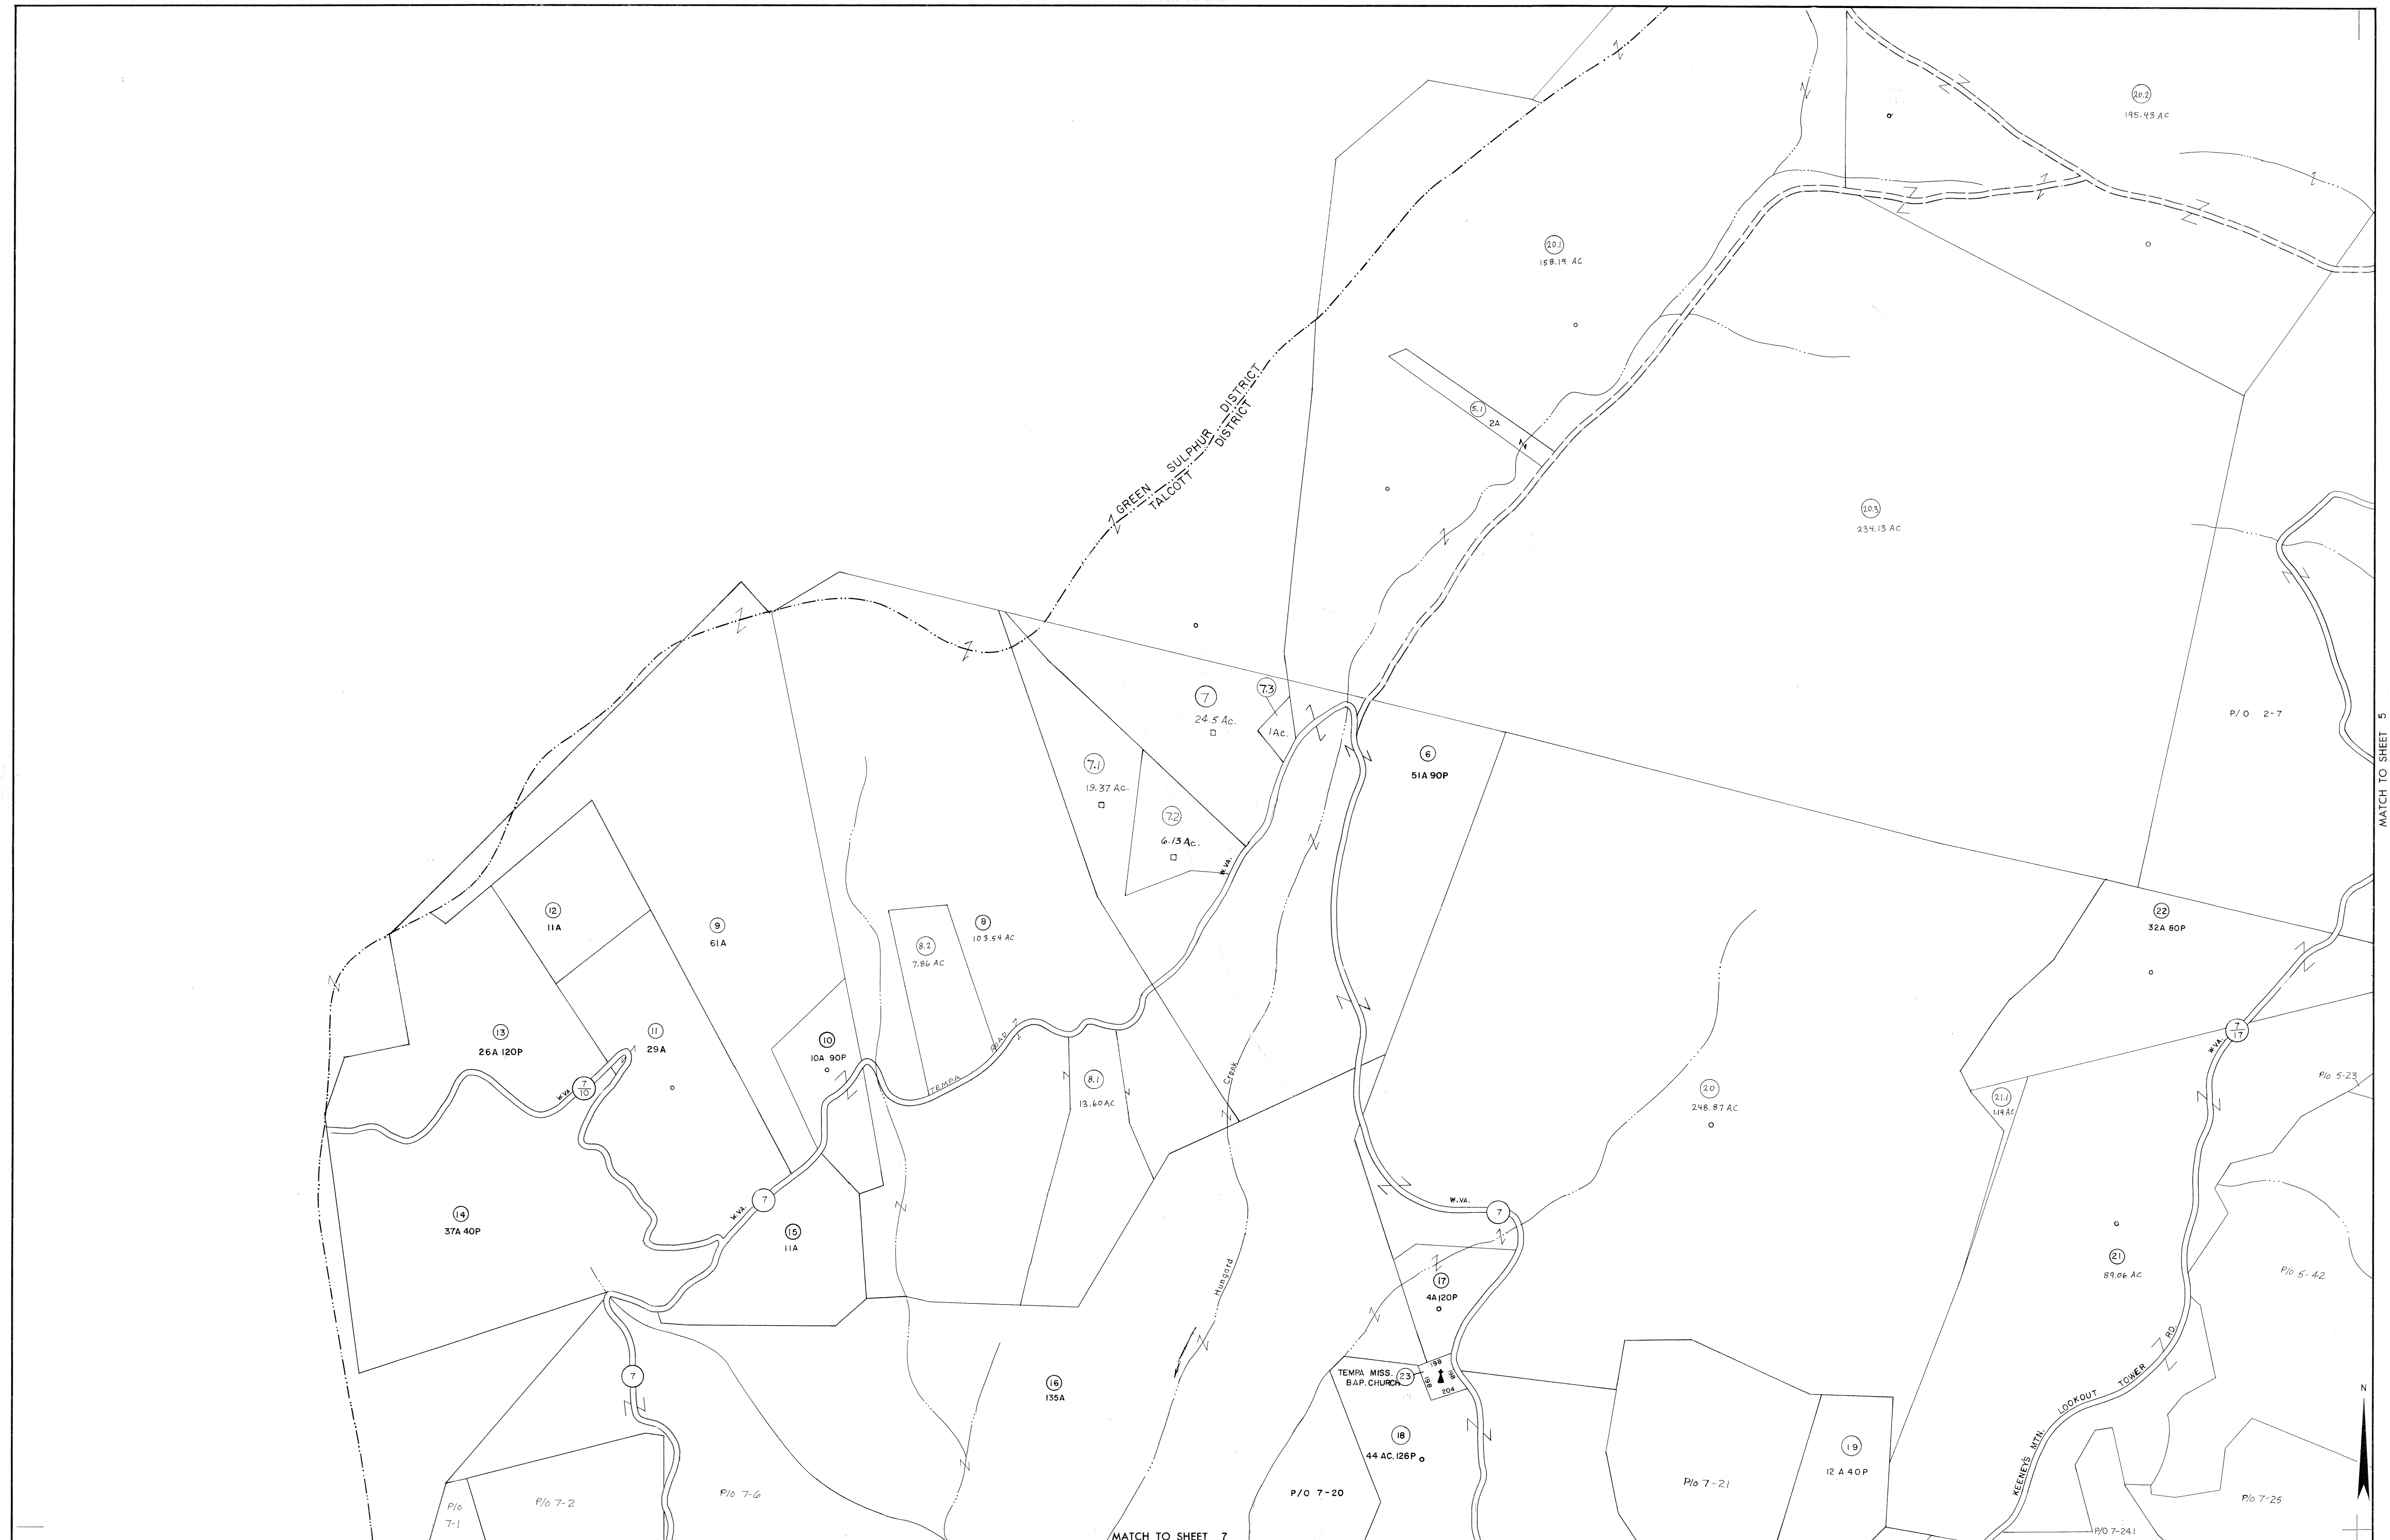 20.2
195.43 AC
20.1
158.19 AC
GREEN SULPHUR DISTRICT
TALCOTT DISTRICT
5.1
2A
20.3
234.13 AC
P/O 2-7
MATCH TO SHEET 5
7
24.5 Ac.
7.3
1Ac.
6
51A 90P
7.1
19.37 AC.
7.2
6.13 Ac.
W.VA.
12
11A
9
61A
8.2
7.86 AC
8
103.54 AC
22
32A 80P
13
26A 120P
11
29A
10
10A 90P
TEMPA ROAD
8.1
13.60 AC
Creek
20
248.87 AC
7
17
W.VA.
P/o 5-23
21.1
1.19 AC
W.VA.
7
10
14
37A 40P
W.VA.
7
15
11A
W.VA.
7
Hungard
17
4A120P
21
89.06 AC
P/o 5-42
7
16
135A
TEMPA MISS.
BAP. CHURCH
23
198
198
198
204
18
44 AC. 126P
19
12 A 40P
KEENEY'S MTN. LOOKOUT TOWER RD.
N
P/o
7-1
P/o 7-2
P/o 7-6
P/O 7-20
P/o 7-21
P/o 7-25
P/O 7-24.1
MATCH TO SHEET 7